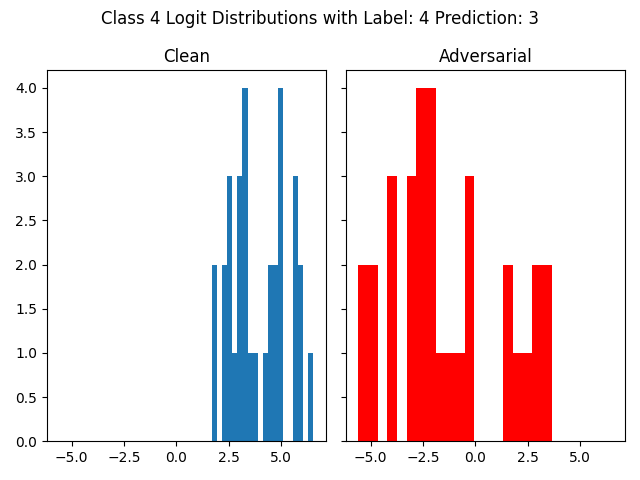 Class 4 Logit Distributions with Label: 4 Prediction: 3
Clean
Adversarial
4.0
3.5
3.0
2.5
2.0
1.5
1.0
0.5
0.0
−5.0 −2.5 0.0 2.5 5.0
−5.0 −2.5 0.0 2.5 5.0